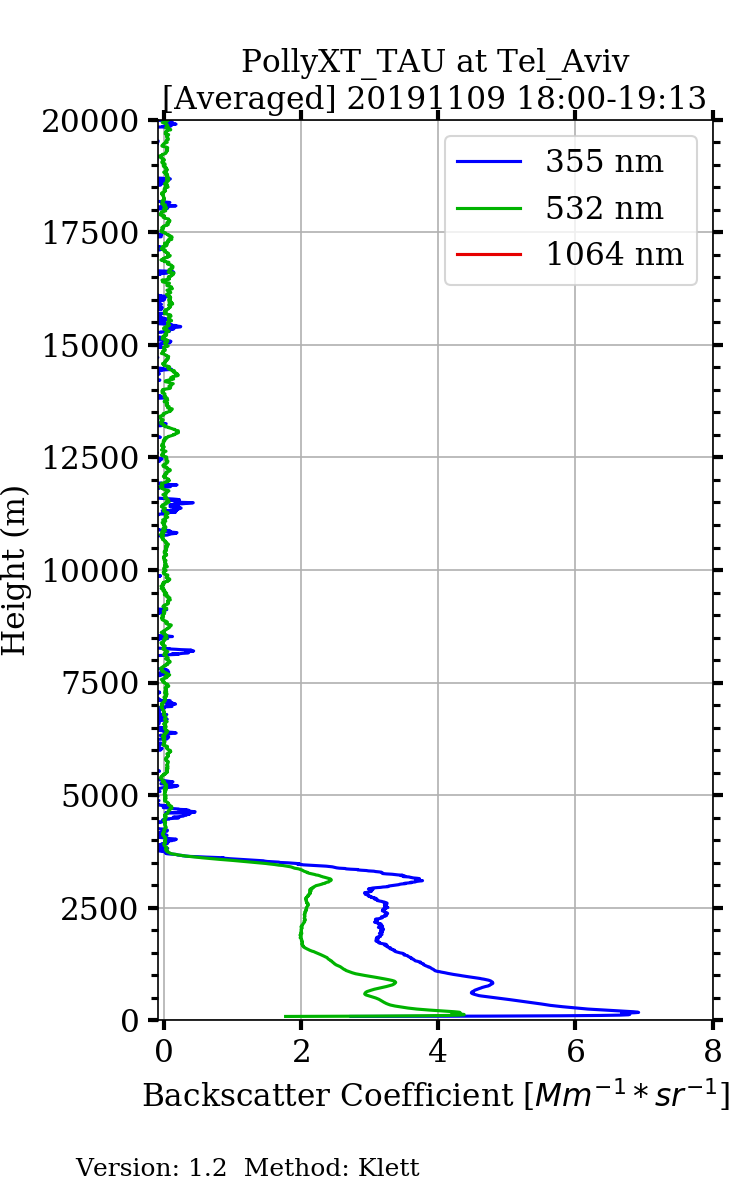 PollyXT_TAU at Tel_Aviv
[Averaged] 20191109 18:00-19:13
20000
17500
15000
12500
10000
7500
5000
2500
0
Height (m)
355 nm
532 nm
1064 nm
0 2 4 6 8
Backscatter Coefficient [Mm⁻¹ * sr⁻¹]
Version: 1.2 Method: Klett